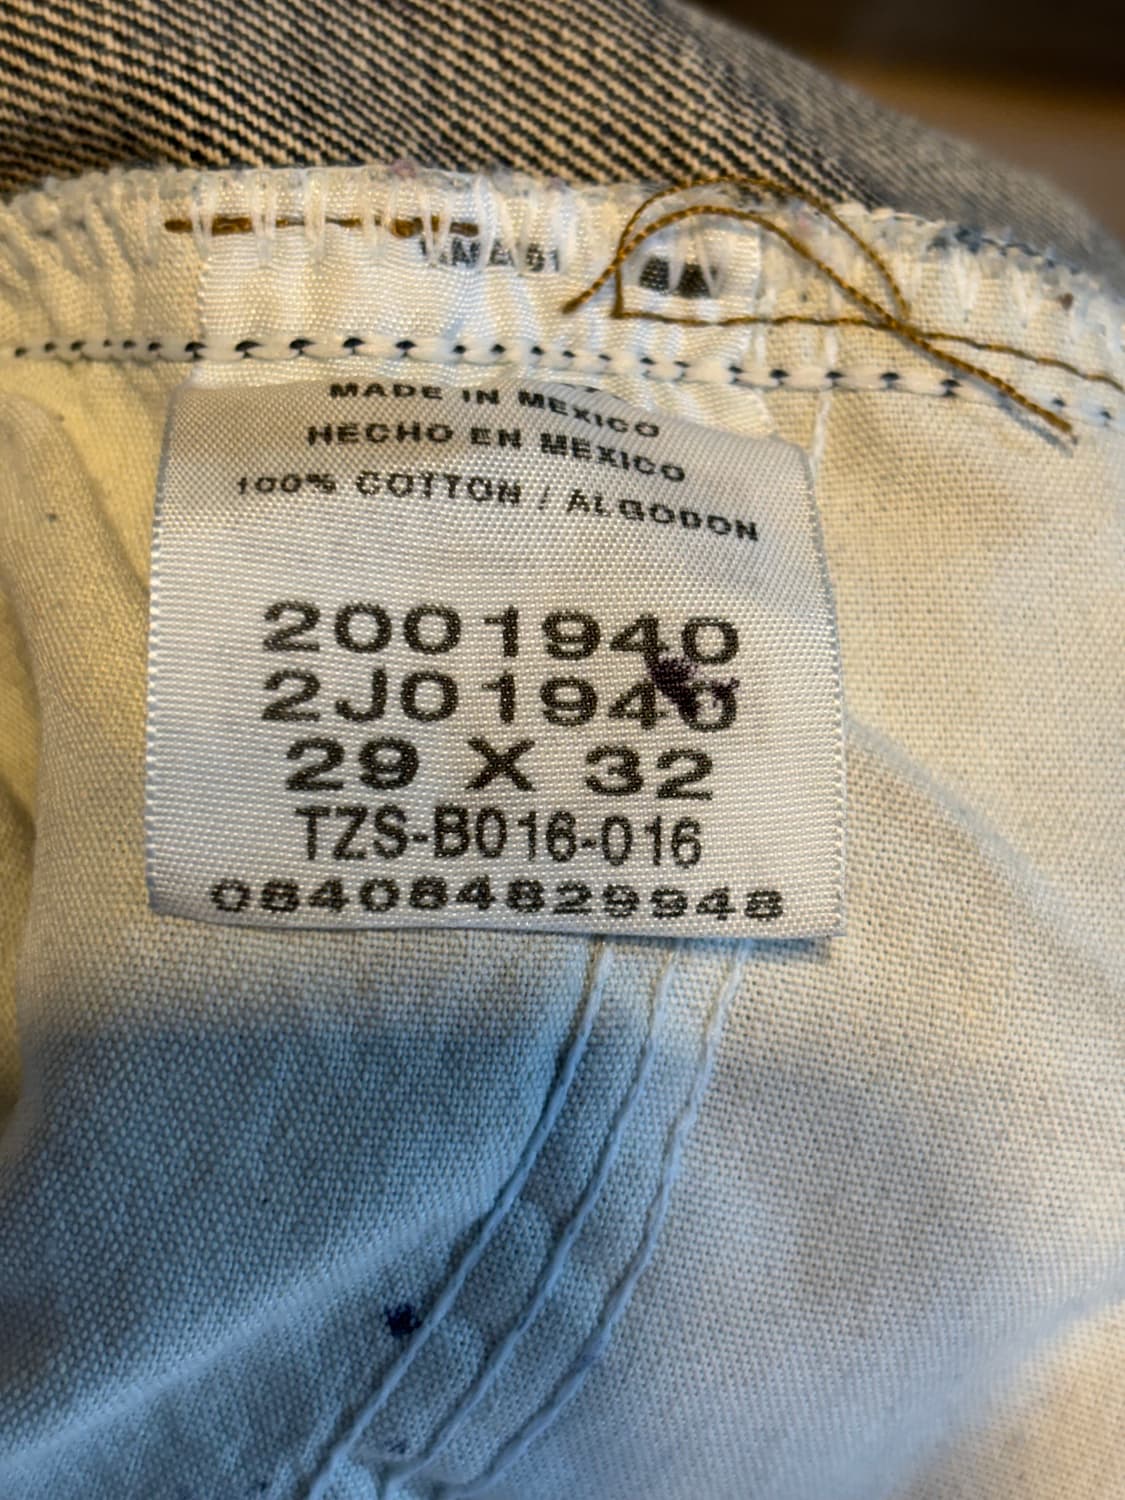 MADE IN MEXICO
HECHO EN MEXICO
100% COTTON / ALGODON
2001940
2J01940
29 X 32
TZS-B016-016
084084829948